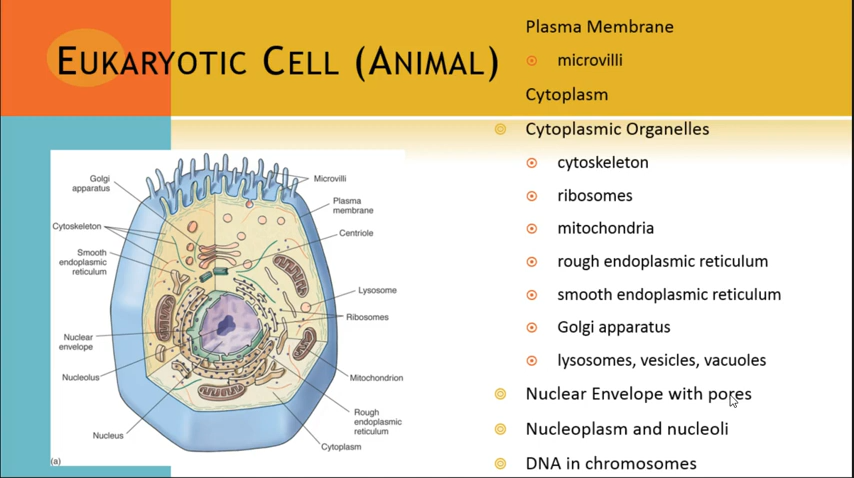 EUKARYOTIC CELL (ANIMAL)
Plasma Membrane
microvilli
Cytoplasm
Cytoplasmic Organelles
cytoskeleton
ribosomes
mitochondria
rough endoplasmic reticulum
smooth endoplasmic reticulum
Golgi apparatus
lysosomes, vesicles, vacuoles
Nuclear Envelope with pores
Nucleoplasm and nucleoli
DNA in chromosomes
Golgi
apparatus
Cytoskeleton
Smooth
endoplasmic
reticulum
Nuclear
envelope
Nucleolus
Nucleus
Microvilli
Plasma
membrane
Centriole
Lysosome
Ribosomes
Mitochondrion
Rough
endoplasmic
reticulum
Cytoplasm
(a)